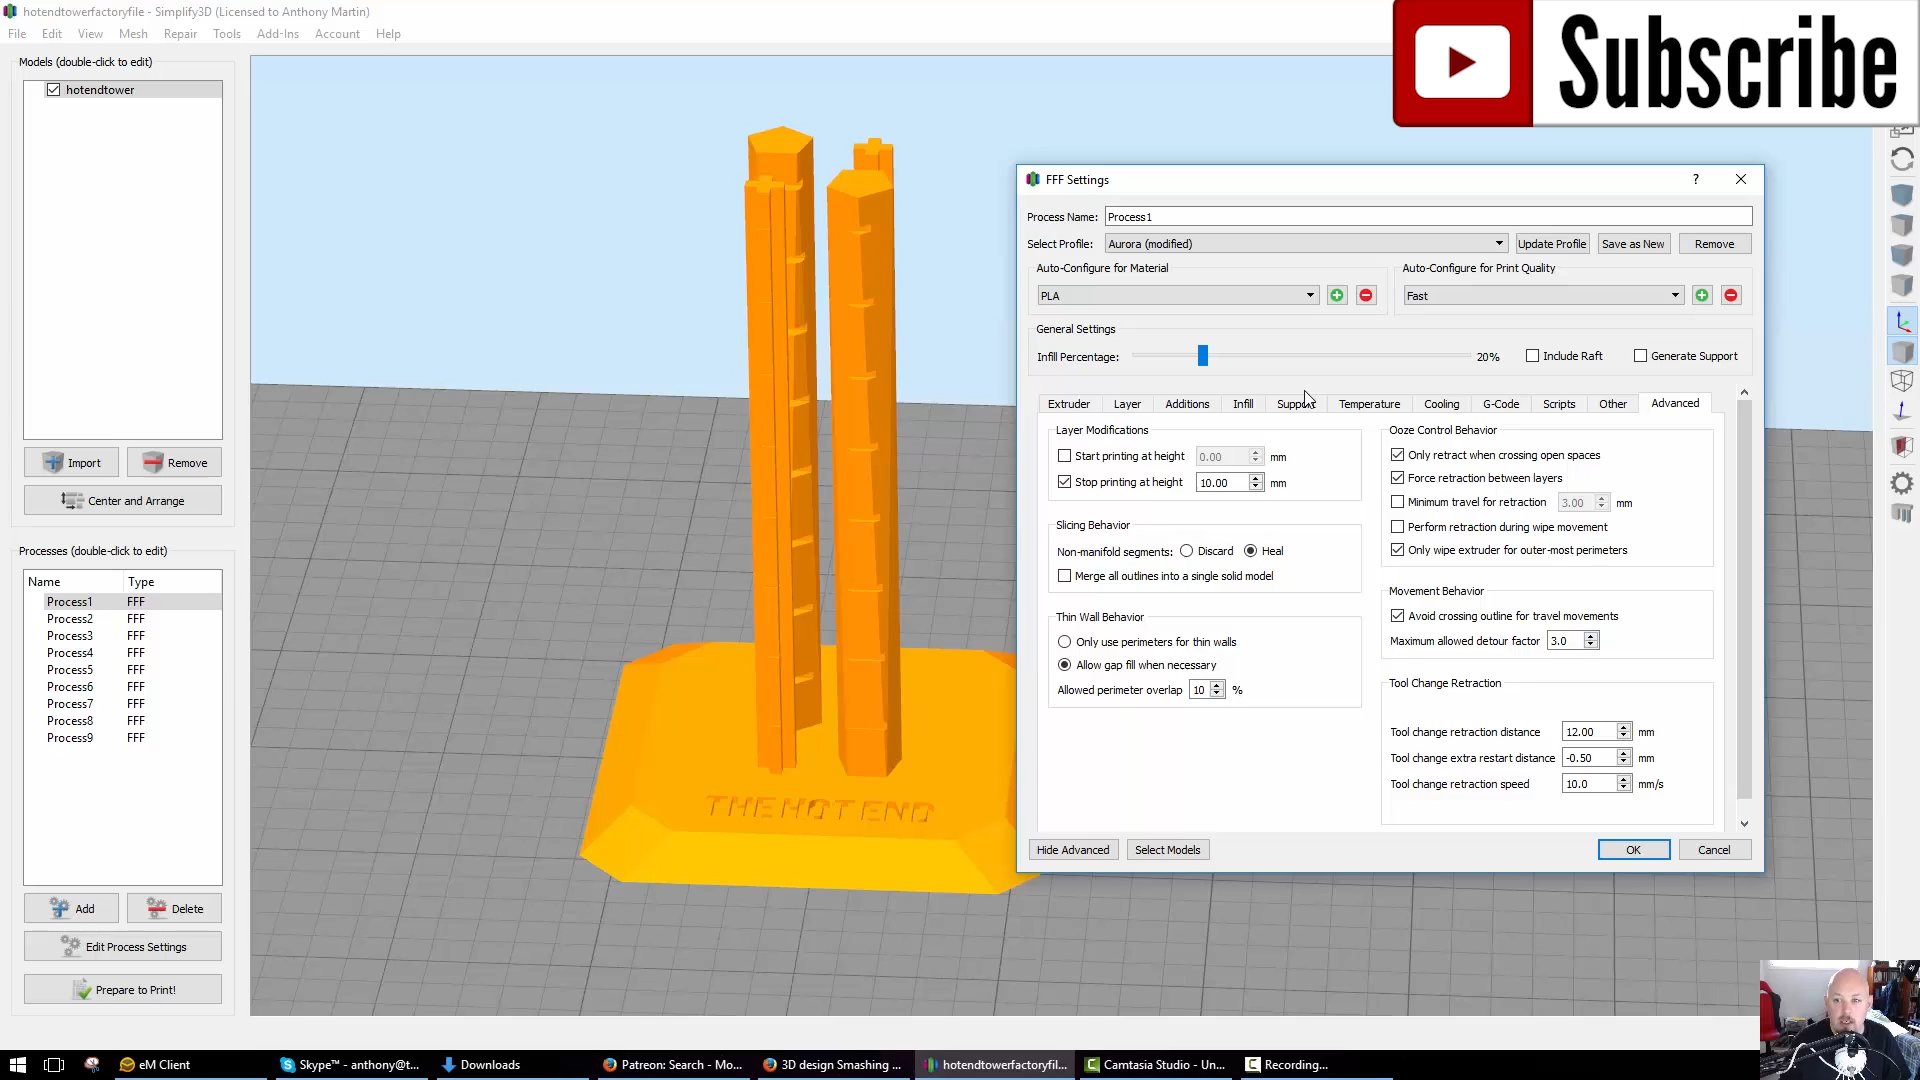 hotendtowerfactoryfile - Simplify3D (Licensed to Anthony Martin)
File Edit View Mesh Repair Tools Add-Ins Account Help
Subscribe
Models (double-click to edit)
hotendtower
Import Remove
Center and Arrange
Processes (double-click to edit)
Name Type
Process1 FFF
Process2 FFF
Process3 FFF
Process4 FFF
Process5 FFF
Process6 FFF
Process7 FFF
Process8 FFF
Process9 FFF
Add Delete
Edit Process Settings
Prepare to Print!
THE HOT END
FFF Settings ?
Process Name: Process1
Select Profile: Aurora (modified) Update Profile Save as New Remove
Auto-Configure for Material Auto-Configure for Print Quality
PLA Fast
General Settings
Infill Percentage: 20% Include Raft Generate Support
Extruder Layer Additions Infill Support Temperature Cooling G-Code Scripts Other Advanced
Layer Modifications
Start printing at height 0.00 mm
Stop printing at height 10.00 mm
Slicing Behavior
Non-manifold segments: Discard Heal
Merge all outlines into a single solid model
Thin Wall Behavior
Only use perimeters for thin walls
Allow gap fill when necessary
Allowed perimeter overlap 10 %
Ooze Control Behavior
Only retract when crossing open spaces
Force retraction between layers
Minimum travel for retraction 3.00 mm
Perform retraction during wipe movement
Only wipe extruder for outer-most perimeters
Movement Behavior
Avoid crossing outline for travel movements
Maximum allowed detour factor 3.0
Tool Change Retraction
Tool change retraction distance 12.00 mm
Tool change extra restart distance -0.50 mm
Tool change retraction speed 10.0 mm/s
Hide Advanced Select Models OK Cancel
eM Client Skype™ - anthony@t... Downloads Patreon: Search - Mo... 3D design Smashing ... hotendtowerfactoryfil... Camtasia Studio - Un... Recording...